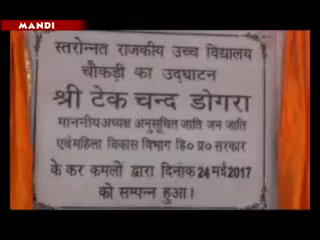 MANDI
स्तरोन्नत राजकीय उच्च विद्यालय
चौकड़ी का उद्घाटन
श्री टेक चन्द डोगरा
माननीय अध्यक्ष अनुसूचित जाति जन जाति
एवं महिला विकास विभाग हि० प्र० सरकार
के कर कमलों द्वारा दिनांक 24 मई 2017
को सम्पन्न हुआ।